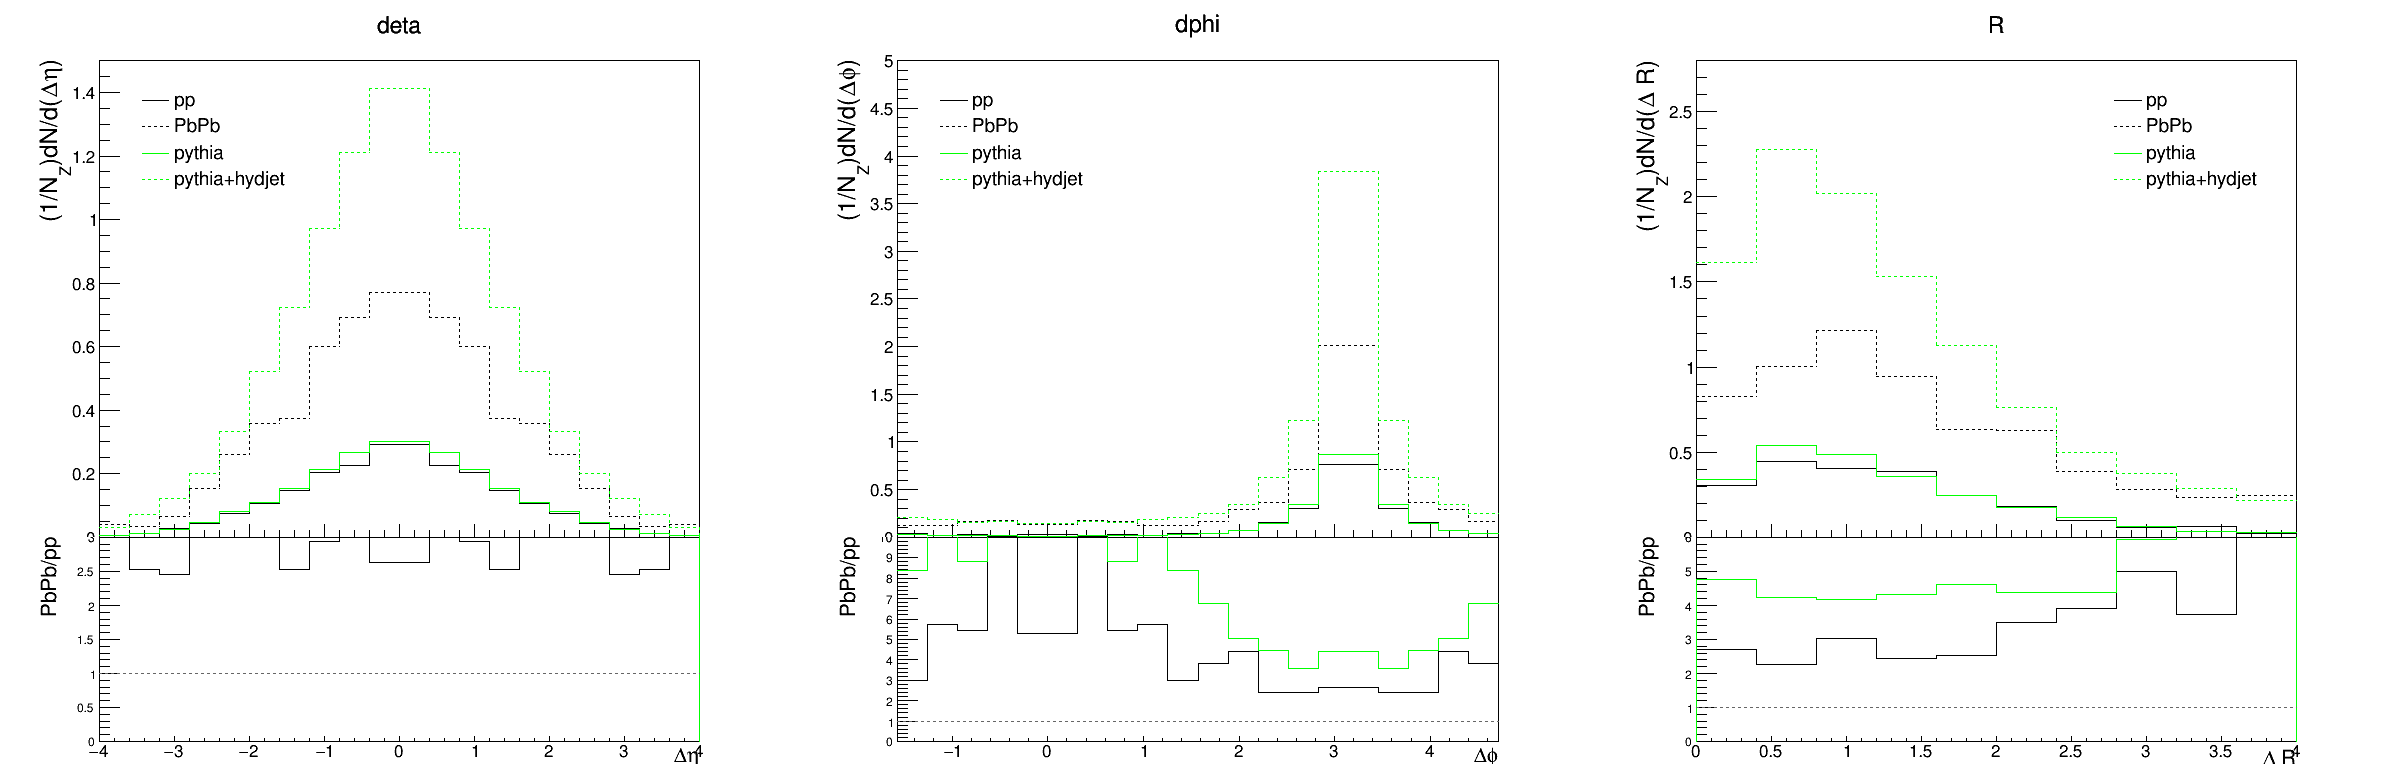 deta
(1/N_Z)dN/d(Δη)
1.4
1.2
1
0.8
0.6
0.4
0.2
pp
PbPb
pythia
pythia+hydjet
PbPb/pp
3
2.5
2
1.5
1
0.5
0
−4 −3 −2 −1 0 1 2 3 4
Δη
dphi
(1/N_Z)dN/d(Δφ)
5
4.5
4
3.5
3
2.5
2
1.5
1
0.5
pp
PbPb
pythia
pythia+hydjet
PbPb/pp
9
8
7
6
5
4
3
2
1
0
−1 0 1 2 3 4
Δφ
R
(1/N_Z)dN/d(Δ R)
2.5
2
1.5
1
0.5
pp
PbPb
pythia
pythia+hydjet
PbPb/pp
5
4
3
2
1
0
0 0.5 1 1.5 2 2.5 3 3.5 4
Δ R